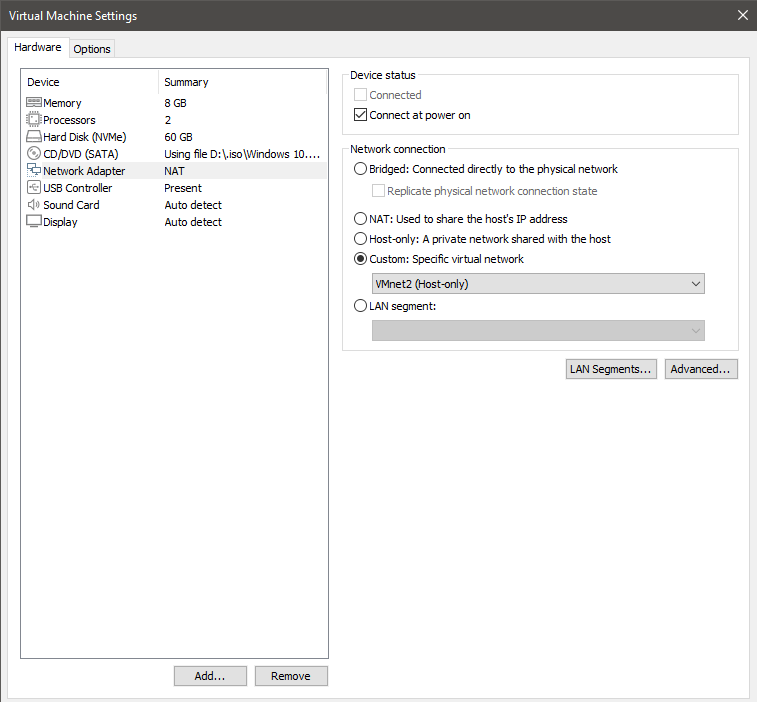 Virtual Machine Settings
Hardware
Options
Device Summary
Memory 8 GB
Processors 2
Hard Disk (NVMe) 60 GB
CD/DVD (SATA) Using file D:\.iso\Windows 10....
Network Adapter NAT
USB Controller Present
Sound Card Auto detect
Display Auto detect
Add...
Remove
Device status
Connected
Connect at power on
Network connection
Bridged: Connected directly to the physical network
Replicate physical network connection state
NAT: Used to share the host's IP address
Host-only: A private network shared with the host
Custom: Specific virtual network
VMnet2 (Host-only)
LAN segment:
LAN Segments...
Advanced...